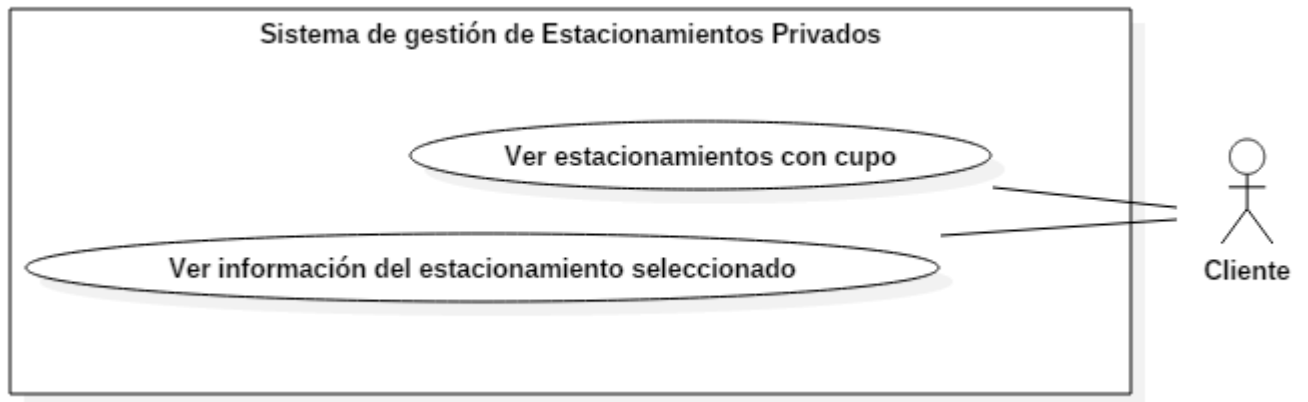 Sistema de gestión de Estacionamientos Privados
Ver estacionamientos con cupo
Ver información del estacionamiento seleccionado
Cliente